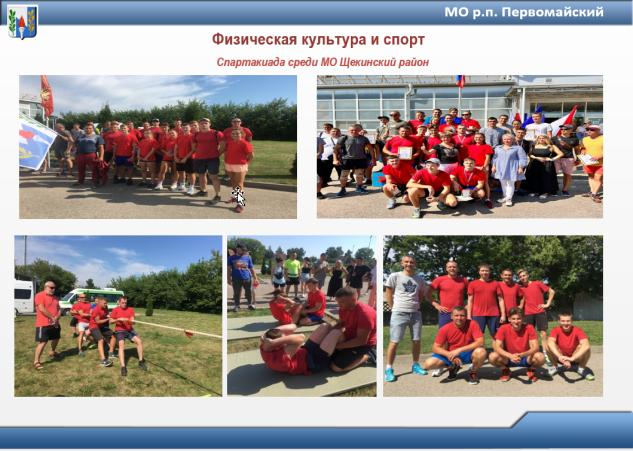 МО р.п. Первомайский
Физическая культура и спорт
Спартакиада среди МО Щекинский район